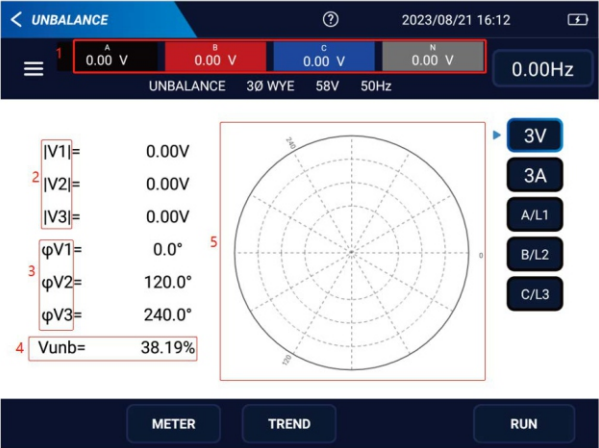 UNBALANCE
?
2023/08/21 16:12
1
A
0.00 V
B
0.00 V
C
0.00 V
N
0.00 V
0.00Hz
UNBALANCE 3Ø WYE 58V 50Hz
2
|V1|= 0.00V
|V2|= 0.00V
|V3|= 0.00V
3
φV1= 0.0°
φV2= 120.0°
φV3= 240.0°
4
Vunb= 38.19%
5
240
0
120
3V
3A
A/L1
B/L2
C/L3
METER
TREND
RUN